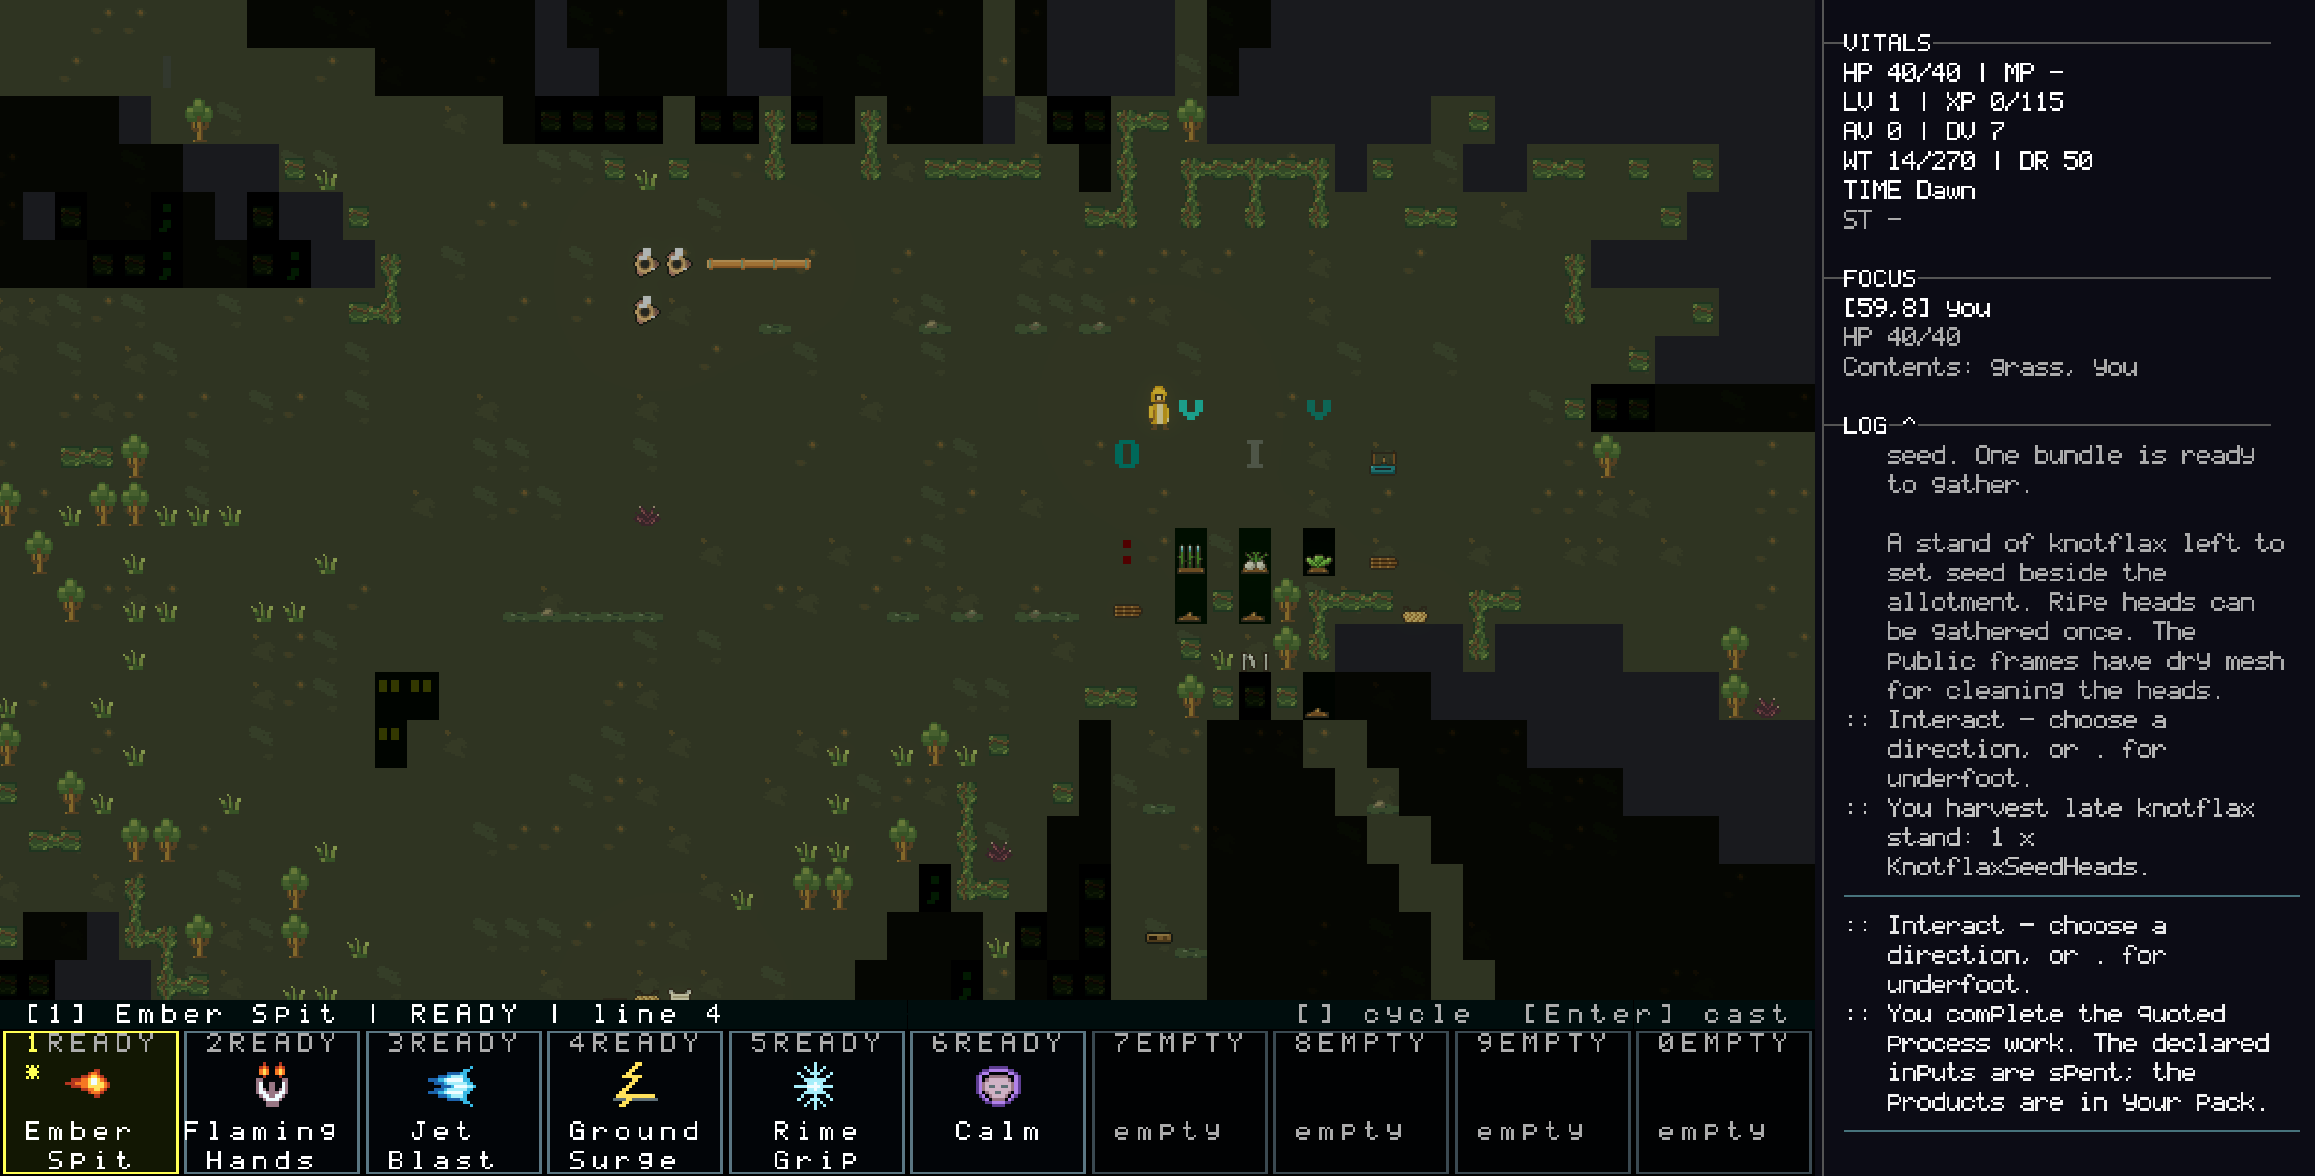 VITALS
HP 40/40 | MP -
LV 1 | XP 0/115
AV 0 | DV 7
WT 14/270 | DR 50
TIME Dawn
ST -
FOCUS
[59,8] You
HP 40/40
Contents: grass, You
LOG ^
seed. One bundle is ready
to gather.
A stand of knotflax left to
set seed beside the
allotment. Ripe heads can
be gathered once. The
public frames have dry mesh
for cleaning the heads.
:: Interact - choose a
direction, or . for
underfoot.
:: You harvest late knotflax
stand: 1 x
KnotflaxSeedHeads.
:: Interact - choose a
direction, or . for
underfoot.
:: You complete the quoted
process work. The declared
inputs are spent; the
products are in your pack.
v v
O I
:
[1] Ember Spit | READY | line 4 [] cycle [Enter] cast
1READY 2READY 3READY 4READY 5READY 6READY 7EMPTY 8EMPTY 9EMPTY 0EMPTY
*
Ember Flaming Jet Ground Rime Calm empty empty empty empty
Spit Hands Blast Surge Grip